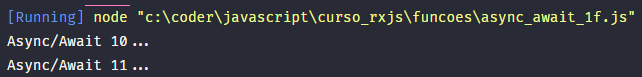 [Running] node "c:\coder\javascript\curso_rxjs\funcoes\async_await_1f.js"
Async/Await 10...
Async/Await 11...